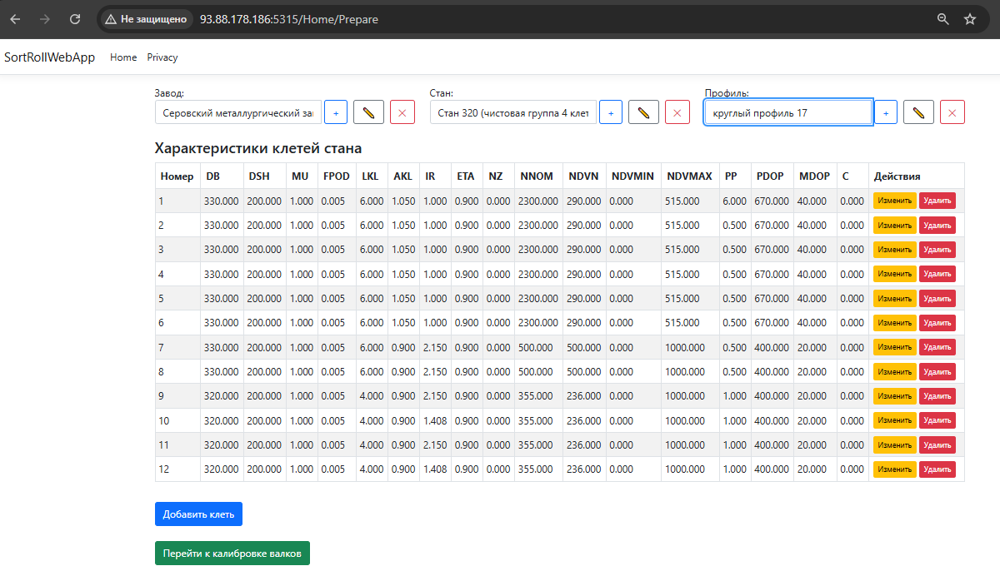 Не защищено 93.88.178.186:5315/Home/Prepare
SortRollWebApp Home Privacy
Завод: Стан: Профиль:
Серовский металлургический за + Стан 320 (чистовая группа 4 клет + круглый профиль 17 +
Характеристики клетей стана
Номер DB DSH MU FPOD LKL AKL IR ETA NZ NNOM NDVN NDVMIN NDVMAX PP PDOP MDOP C Действия
1 330.000 200.000 1.000 0.005 6.000 1.050 1.000 0.900 0.000 2300.000 290.000 0.000 515.000 6.000 670.000 40.000 0.000 Изменить Удалить
2 330.000 200.000 1.000 0.005 6.000 1.050 1.000 0.900 0.000 2300.000 290.000 0.000 515.000 0.500 670.000 40.000 0.000 Изменить Удалить
3 330.000 200.000 1.000 0.005 6.000 1.050 1.000 0.900 0.000 2300.000 290.000 0.000 515.000 0.500 670.000 40.000 0.000 Изменить Удалить
4 330.000 200.000 1.000 0.005 6.000 1.050 1.000 0.900 0.000 2300.000 290.000 0.000 515.000 0.500 670.000 40.000 0.000 Изменить Удалить
5 330.000 200.000 1.000 0.005 6.000 1.050 1.000 0.900 0.000 2300.000 290.000 0.000 515.000 0.500 670.000 40.000 0.000 Изменить Удалить
6 330.000 200.000 1.000 0.005 6.000 1.050 1.000 0.900 0.000 2300.000 290.000 0.000 515.000 0.500 670.000 40.000 0.000 Изменить Удалить
7 330.000 200.000 1.000 0.005 6.000 0.900 2.150 0.900 0.000 500.000 500.000 0.000 1000.000 0.500 400.000 20.000 0.000 Изменить Удалить
8 330.000 200.000 1.000 0.005 6.000 0.900 2.150 0.900 0.000 500.000 500.000 0.000 1000.000 0.500 400.000 20.000 0.000 Изменить Удалить
9 320.000 200.000 1.000 0.005 4.000 0.900 2.150 0.900 0.000 355.000 236.000 0.000 1000.000 1.000 400.000 20.000 0.000 Изменить Удалить
10 320.000 200.000 1.000 0.005 4.000 0.900 1.408 0.900 0.000 355.000 236.000 0.000 1000.000 1.000 400.000 20.000 0.000 Изменить Удалить
11 320.000 200.000 1.000 0.005 4.000 0.900 2.150 0.900 0.000 355.000 236.000 0.000 1000.000 1.000 400.000 20.000 0.000 Изменить Удалить
12 320.000 200.000 1.000 0.005 4.000 0.900 1.408 0.900 0.000 355.000 236.000 0.000 1000.000 1.000 400.000 20.000 0.000 Изменить Удалить
Добавить клеть
Перейти к калибровке валков